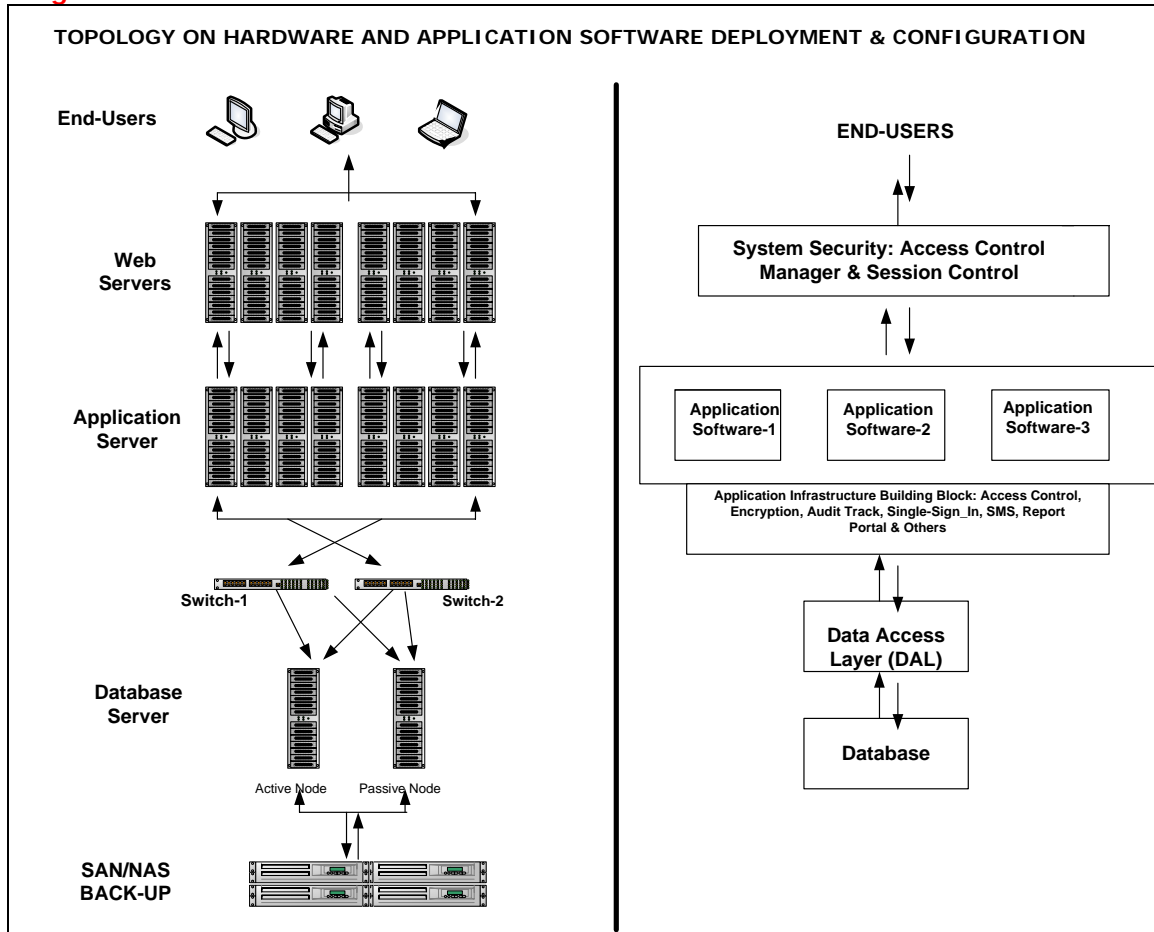 TOPOLOGY ON HARDWARE AND APPLICATION SOFTWARE DEPLOYMENT & CONFIGURATION
End-Users
Web
Servers
Application
Server
Switch-1
Switch-2
Database
Server
Active Node
Passive Node
SAN/NAS
BACK-UP
END-USERS
System Security: Access Control
Manager & Session Control
Application
Software-1
Application
Software-2
Application
Software-3
Application Infrastructure Building Block: Access Control,
Encryption, Audit Track, Single-Sign_In, SMS, Report
Portal & Others
Data Access
Layer (DAL)
Database